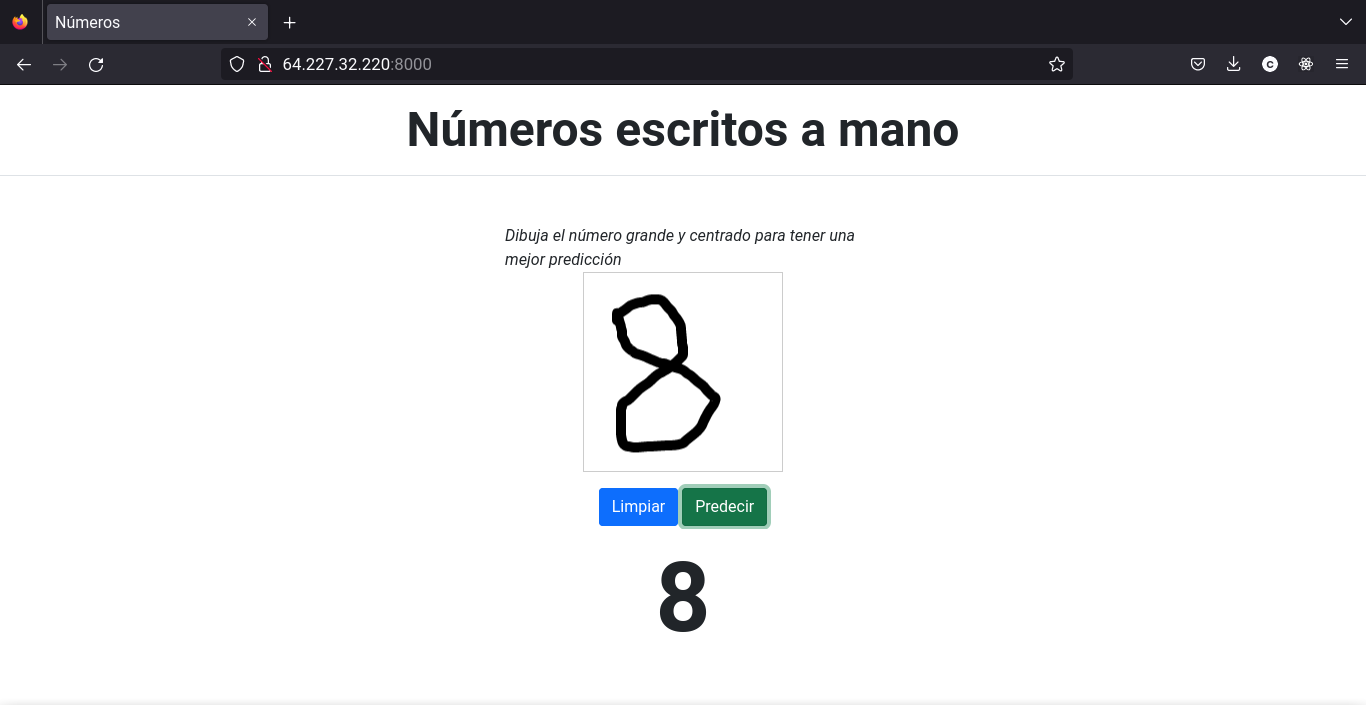 Números
64.227.32.220:8000
Números escritos a mano
Dibuja el número grande y centrado para tener una
mejor predicción
8
Limpiar Predecir
8